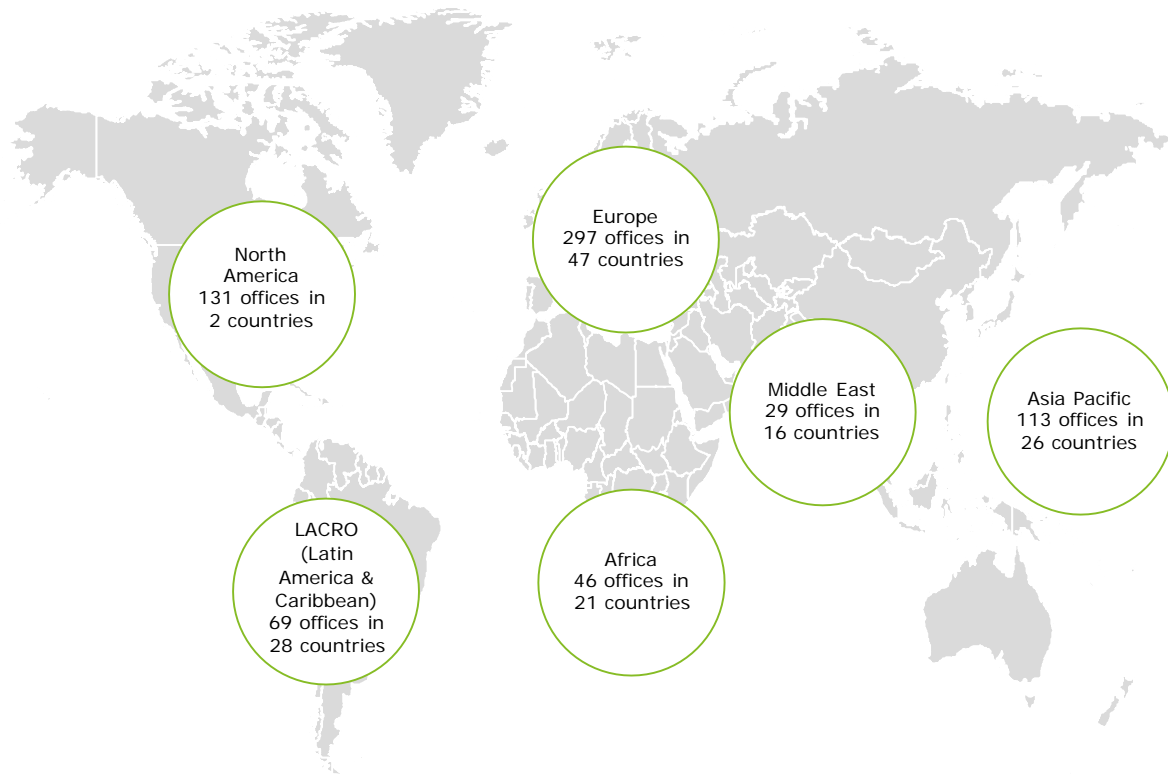 North
America
131 offices in
2 countries
Europe
297 offices in
47 countries
Middle East
29 offices in
16 countries
Asia Pacific
113 offices in
26 countries
LACRO
(Latin
America &
Caribbean)
69 offices in
28 countries
Africa
46 offices in
21 countries